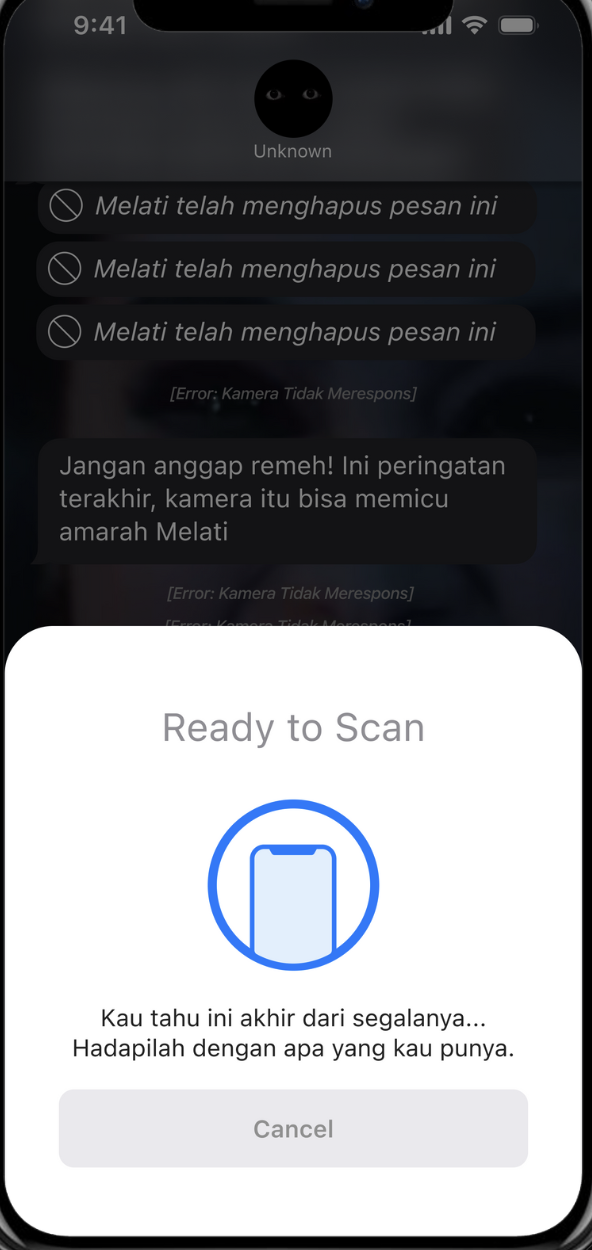 9:41
Unknown
Melati telah menghapus pesan ini
Melati telah menghapus pesan ini
Melati telah menghapus pesan ini
[Error: Kamera Tidak Merespons]
Jangan anggap remeh! Ini peringatan
terakhir, kamera itu bisa memicu
amarah Melati
[Error: Kamera Tidak Merespons]
[Error: Kamera Tidak Merespons]
Ready to Scan
Kau tahu ini akhir dari segalanya...
Hadapilah dengan apa yang kau punya.
Cancel